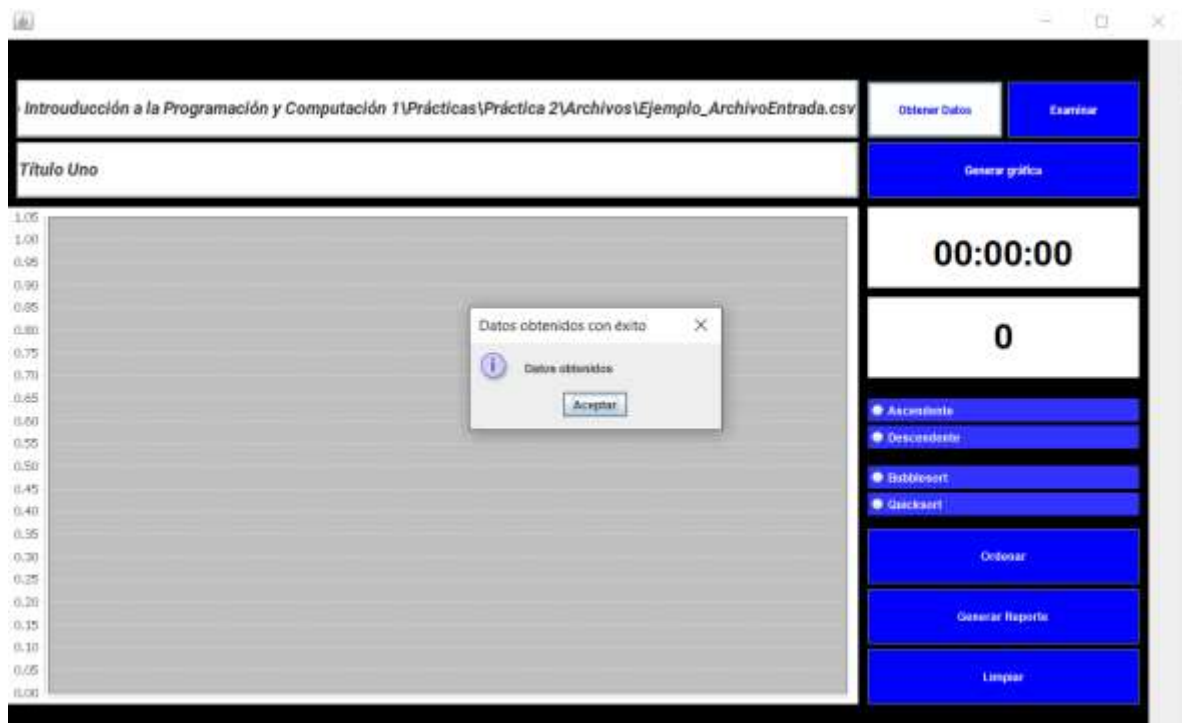 Introuducción a la Programación y Computación 1\Prácticas\Práctica 2\Archivos\Ejemplo_ArchivoEntrada.csv
Obtener Datos
Examinar
Título Uno
Generar gráfica
1.05
1.00
0.95
0.90
0.85
0.80
0.75
0.70
0.65
0.60
0.55
0.50
0.45
0.40
0.35
0.30
0.25
0.20
0.15
0.10
0.05
0.00
Datos obtenidos con éxito
Datos obtenidos
Aceptar
00:00:00
0
Ascendente
Descendente
Bubblesort
Quicksort
Ordenar
Generar Reporte
Limpiar